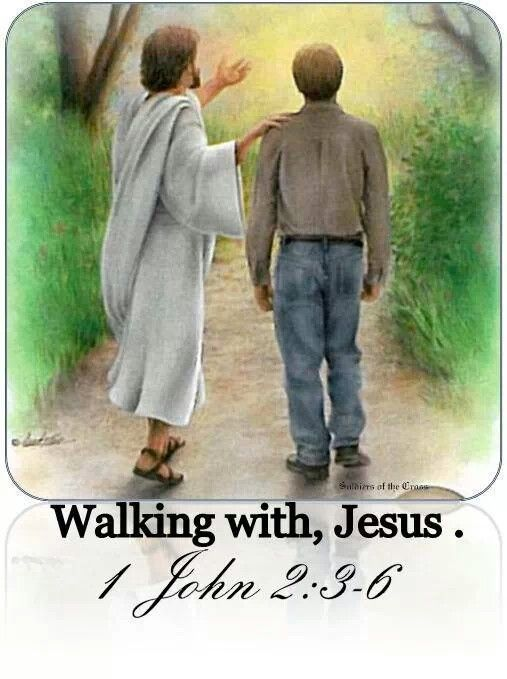 Soldiers of the Cross
Walking with, Jesus .
1 John 2:3-6